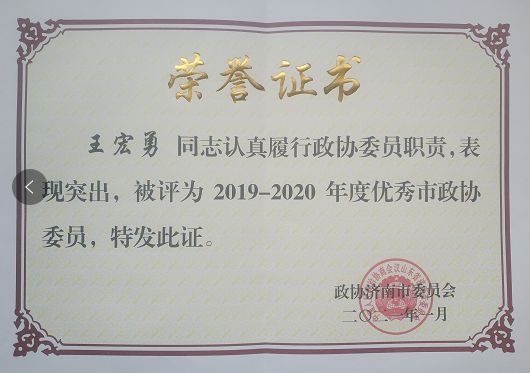 荣誉证书
王宏勇 同志认真履行政协委员职责,表
现突出，被评为 2019-2020 年度优秀市政协
委员，特发此证。
政协济南市委员会
二〇二一年一月